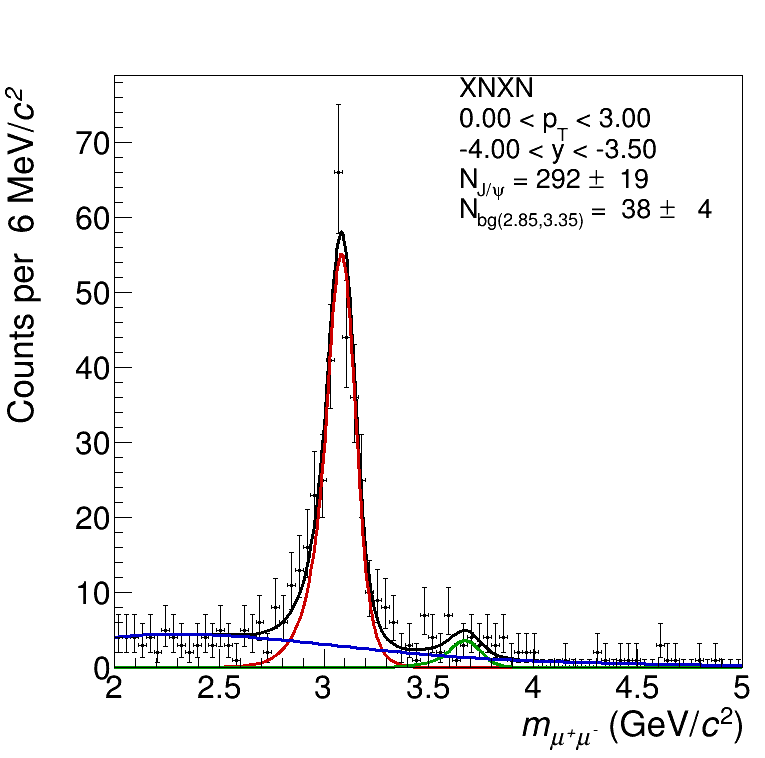 Counts per 6 MeV/c²
70
60
50
40
30
20
10
0
XNXN
0.00 < p_T < 3.00
-4.00 < y < -3.50
N_J/ψ = 292 ± 19
N_bg(2.85,3.35) = 38 ± 4
2 2.5 3 3.5 4 4.5 5
m_μ⁺μ⁻ (GeV/c²)